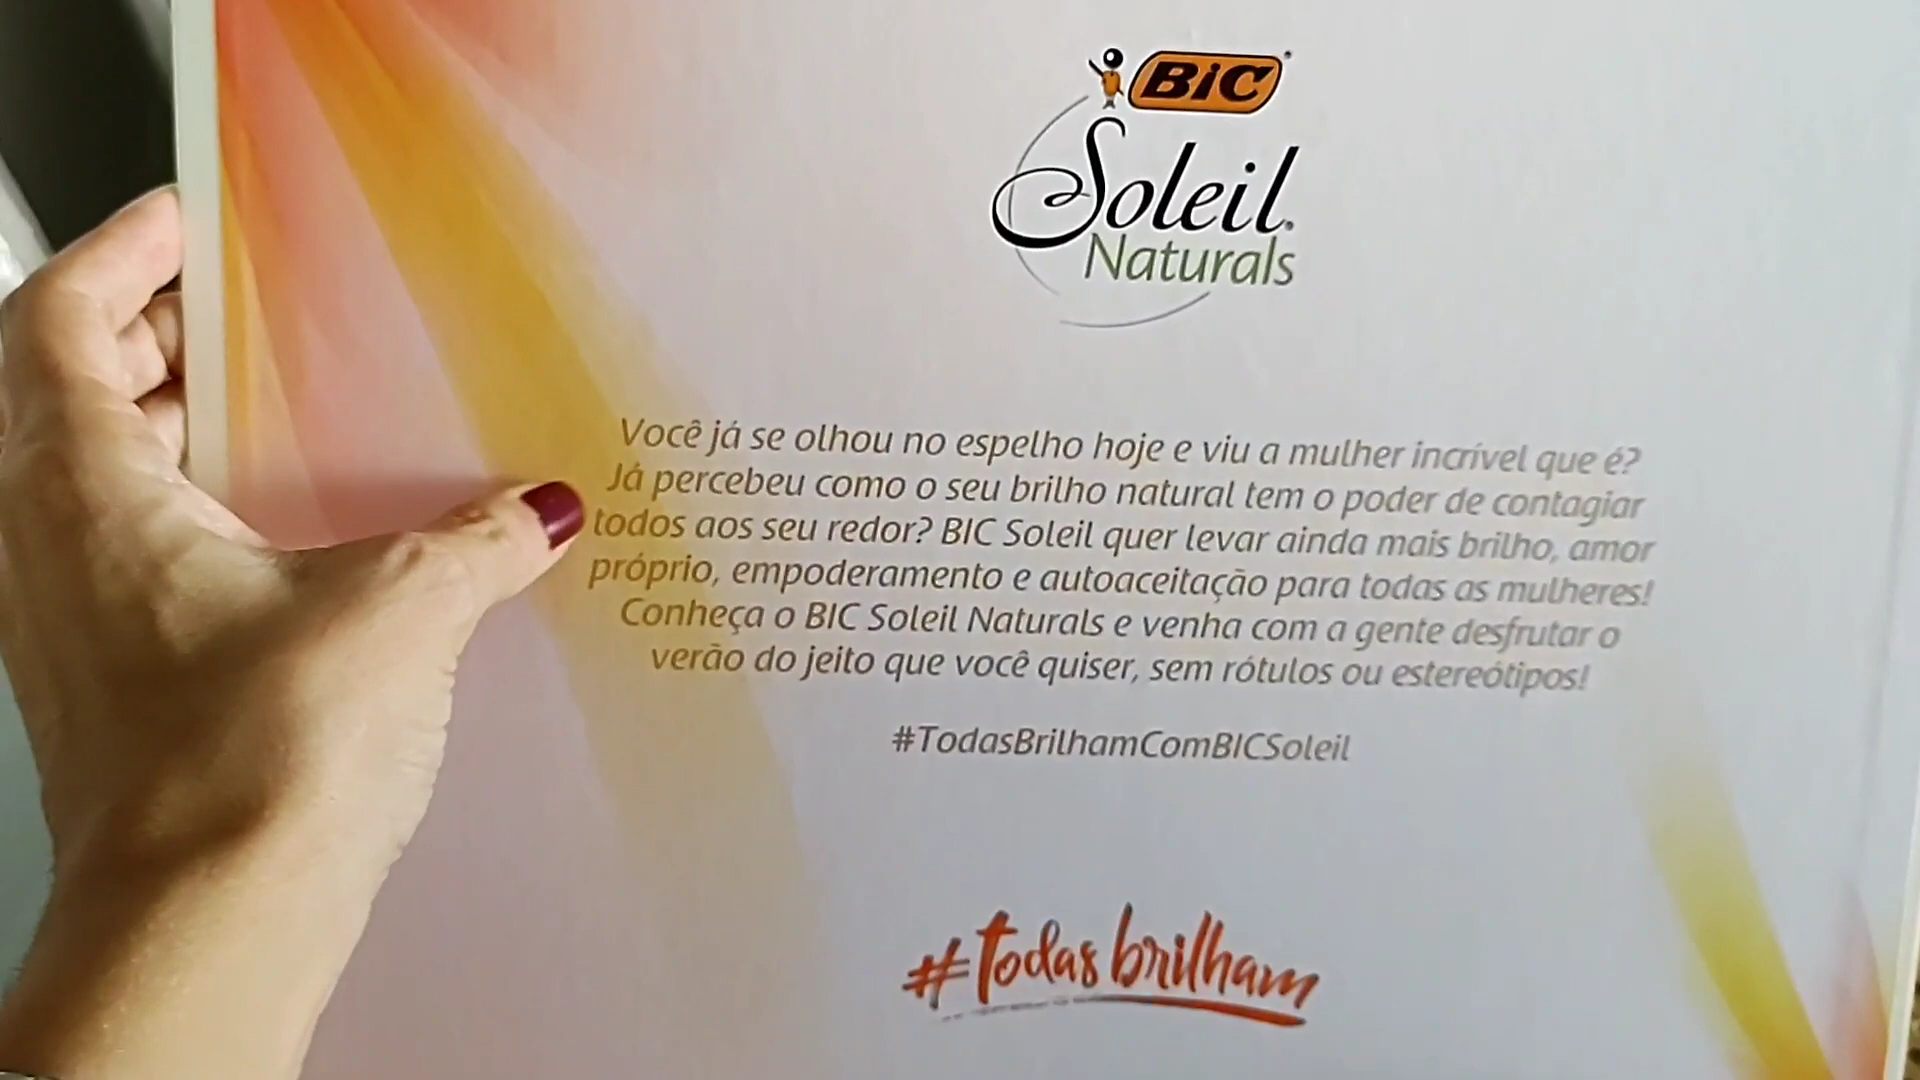 BIC
Soleil
Naturals
Você já se olhou no espelho hoje e viu a mulher incrível que é?
Já percebeu como o seu brilho natural tem o poder de contagiar
todos aos seu redor? BIC Soleil quer levar ainda mais brilho, amor
próprio, empoderamento e autoaceitação para todas as mulheres!
Conheça o BIC Soleil Naturals e venha com a gente desfrutar o
verão do jeito que você quiser, sem rótulos ou estereótipos!
#TodasBrilhamComBICSoleil
#todas brilham